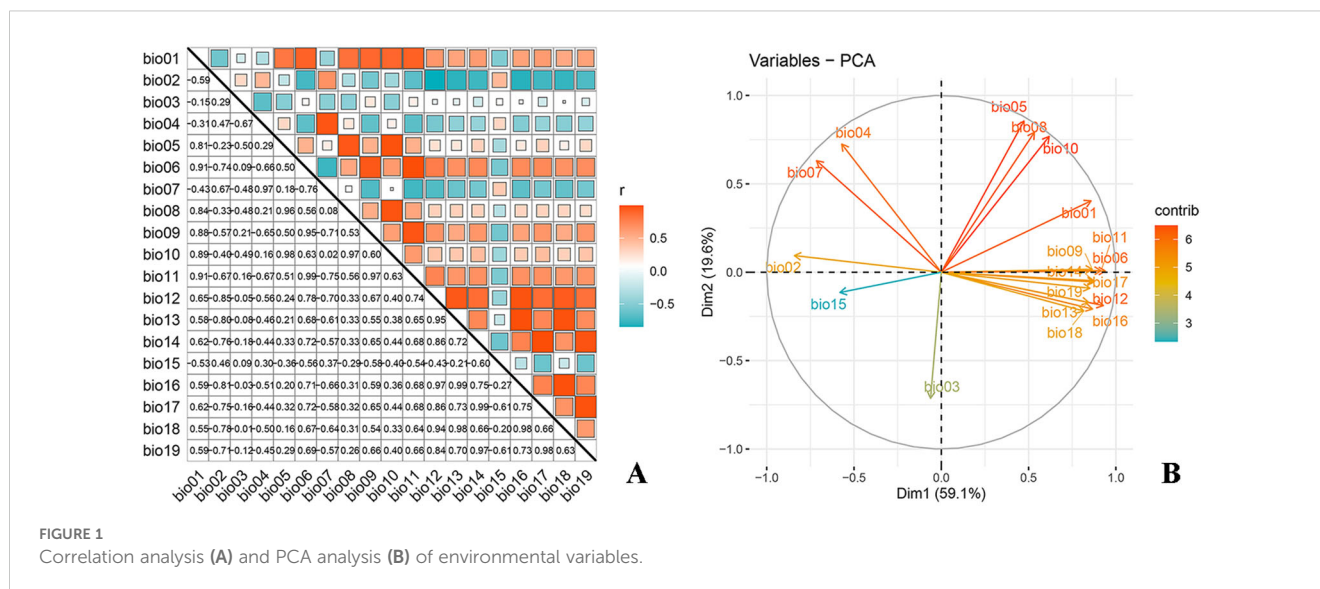 bio01
bio02
-0.59
bio03
-0.15 0.29
bio04
-0.31 0.47 -0.67
bio05
0.81 -0.23 -0.50 0.29
bio06
0.91 -0.74 0.09 -0.66 0.50
bio07
-0.43 0.67 -0.48 0.97 0.18 -0.76
bio08
0.84 -0.33 -0.48 0.21 0.96 0.56 0.08
bio09
0.88 -0.57 0.21 -0.65 0.50 0.95 -0.71 0.53
bio10
0.89 -0.40 -0.49 0.16 0.98 0.63 0.02 0.97 0.60
bio11
0.91 -0.67 0.16 -0.67 0.51 0.99 -0.75 0.56 0.97 0.63
bio12
0.65 -0.85 -0.05 -0.56 0.24 0.78 -0.70 0.33 0.67 0.40 0.74
bio13
0.58 -0.80 -0.08 -0.46 0.21 0.68 -0.61 0.33 0.55 0.38 0.65 0.95
bio14
0.62 -0.76 -0.18 -0.44 0.33 0.72 -0.57 0.33 0.65 0.44 0.68 0.86 0.72
bio15
-0.53 0.46 0.09 0.30 -0.36 -0.56 0.37 -0.29 -0.58 -0.40 -0.54 -0.43 -0.21 -0.60
bio16
0.59 -0.81 -0.03 -0.51 0.20 0.71 -0.66 0.31 0.59 0.36 0.68 0.97 0.99 0.75 -0.27
bio17
0.62 -0.75 -0.16 -0.44 0.32 0.72 -0.58 0.32 0.65 0.44 0.68 0.86 0.73 0.99 -0.61 0.75
bio18
0.55 -0.78 -0.01 -0.50 0.16 0.67 -0.64 0.31 0.54 0.33 0.64 0.94 0.98 0.66 -0.20 0.98 0.66
bio19
0.59 -0.71 -0.12 -0.45 0.29 0.69 -0.57 0.26 0.66 0.40 0.66 0.84 0.70 0.97 -0.61 0.73 0.98 0.63
bio01 bio02 bio03 bio04 bio05 bio06 bio07 bio08 bio09 bio10 bio11 bio12 bio13 bio14 bio15 bio16 bio17 bio18 bio19
r
0.5
0.0
−0.5
A
Variables − PCA
1.0
0.5
0.0
−0.5
−1.0
Dim2 (19.6%)
bio05
bio08
bio04
bio10
bio07
bio01
bio11
bio09
bio06
bio02
bio17
bio19
bio12
bio15
bio13
bio16
bio18
bio03
−1.0 −0.5 0.0 0.5 1.0
Dim1 (59.1%)
contrib
6
5
4
3
B
FIGURE 1
Correlation analysis (A) and PCA analysis (B) of environmental variables.